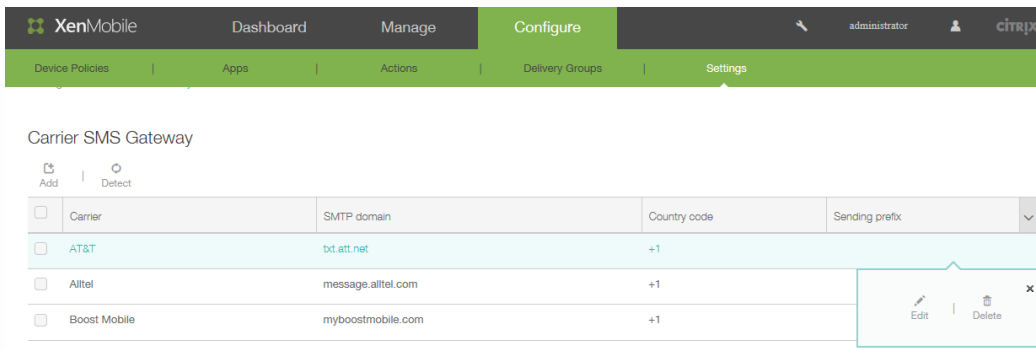 XenMobile Dashboard Manage Configure administrator CİTRIX
Device Policies | Apps | Actions | Delivery Groups | Settings
Carrier SMS Gateway
Add | Detect
Carrier SMTP domain Country code Sending prefix
AT&T txt.att.net +1
Alltel message.alltel.com +1
Boost Mobile myboostmobile.com +1
Edit | Delete